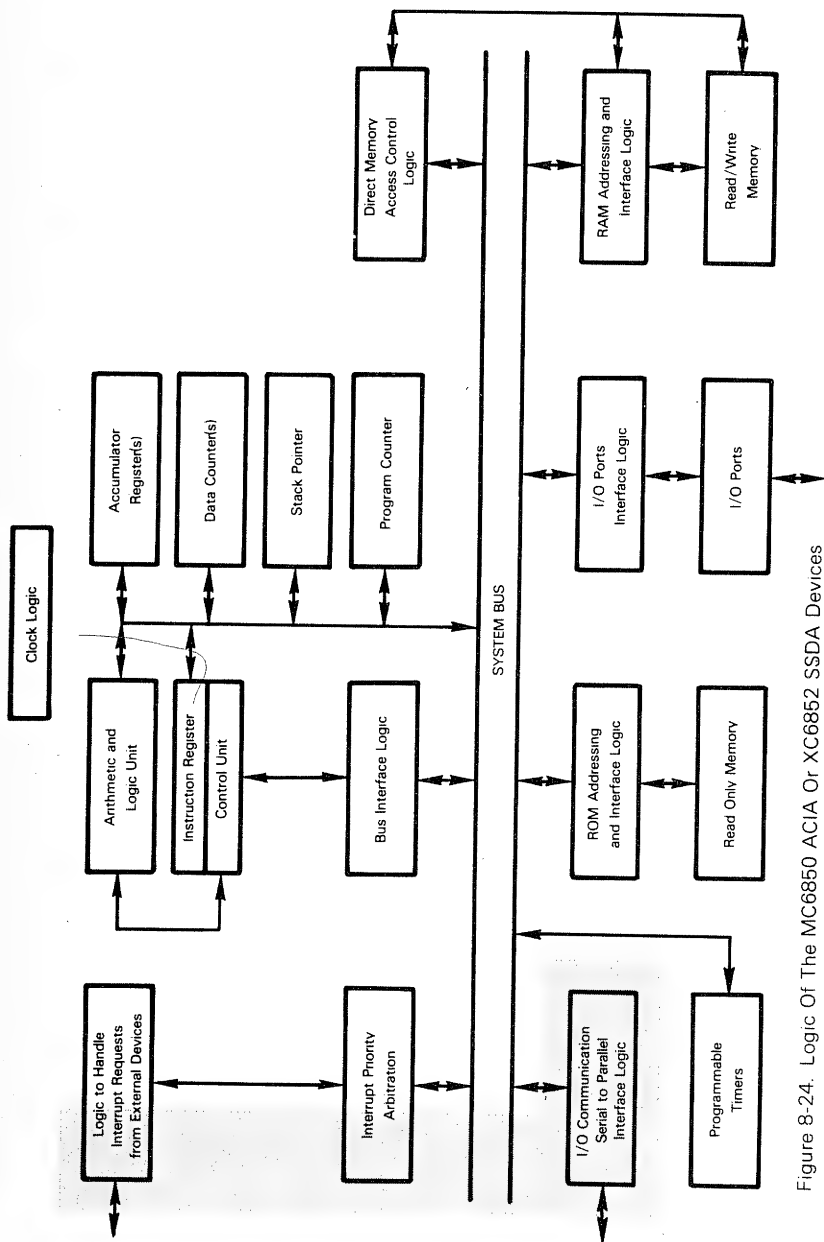 Clock Logic
Logic to Handle
Interrupt Requests
from External Devices
Interrupt Priority
Arbitration
Anthmetic and
Logic Unit
Instruction Register
Control Unit
Bus Interface Logic
Accumulator
Register(s)
Data Counter(s)
Stack Pointer
Program Counter
Direct Memory
Access Control
Logic
SYSTEM BUS
I/O Communication
Serial to Parallel
Interface Logic
Programmable
Timers
ROM Addressing
and Interface Logic
Read Only Memory
I/O Ports
Interface Logic
I/O Ports
RAM Addressing and
Interface Logic
Read/Write
Memory
Figure 8-24. Logic Of The MC6850 ACIA Or XC6852 SSDA Devices